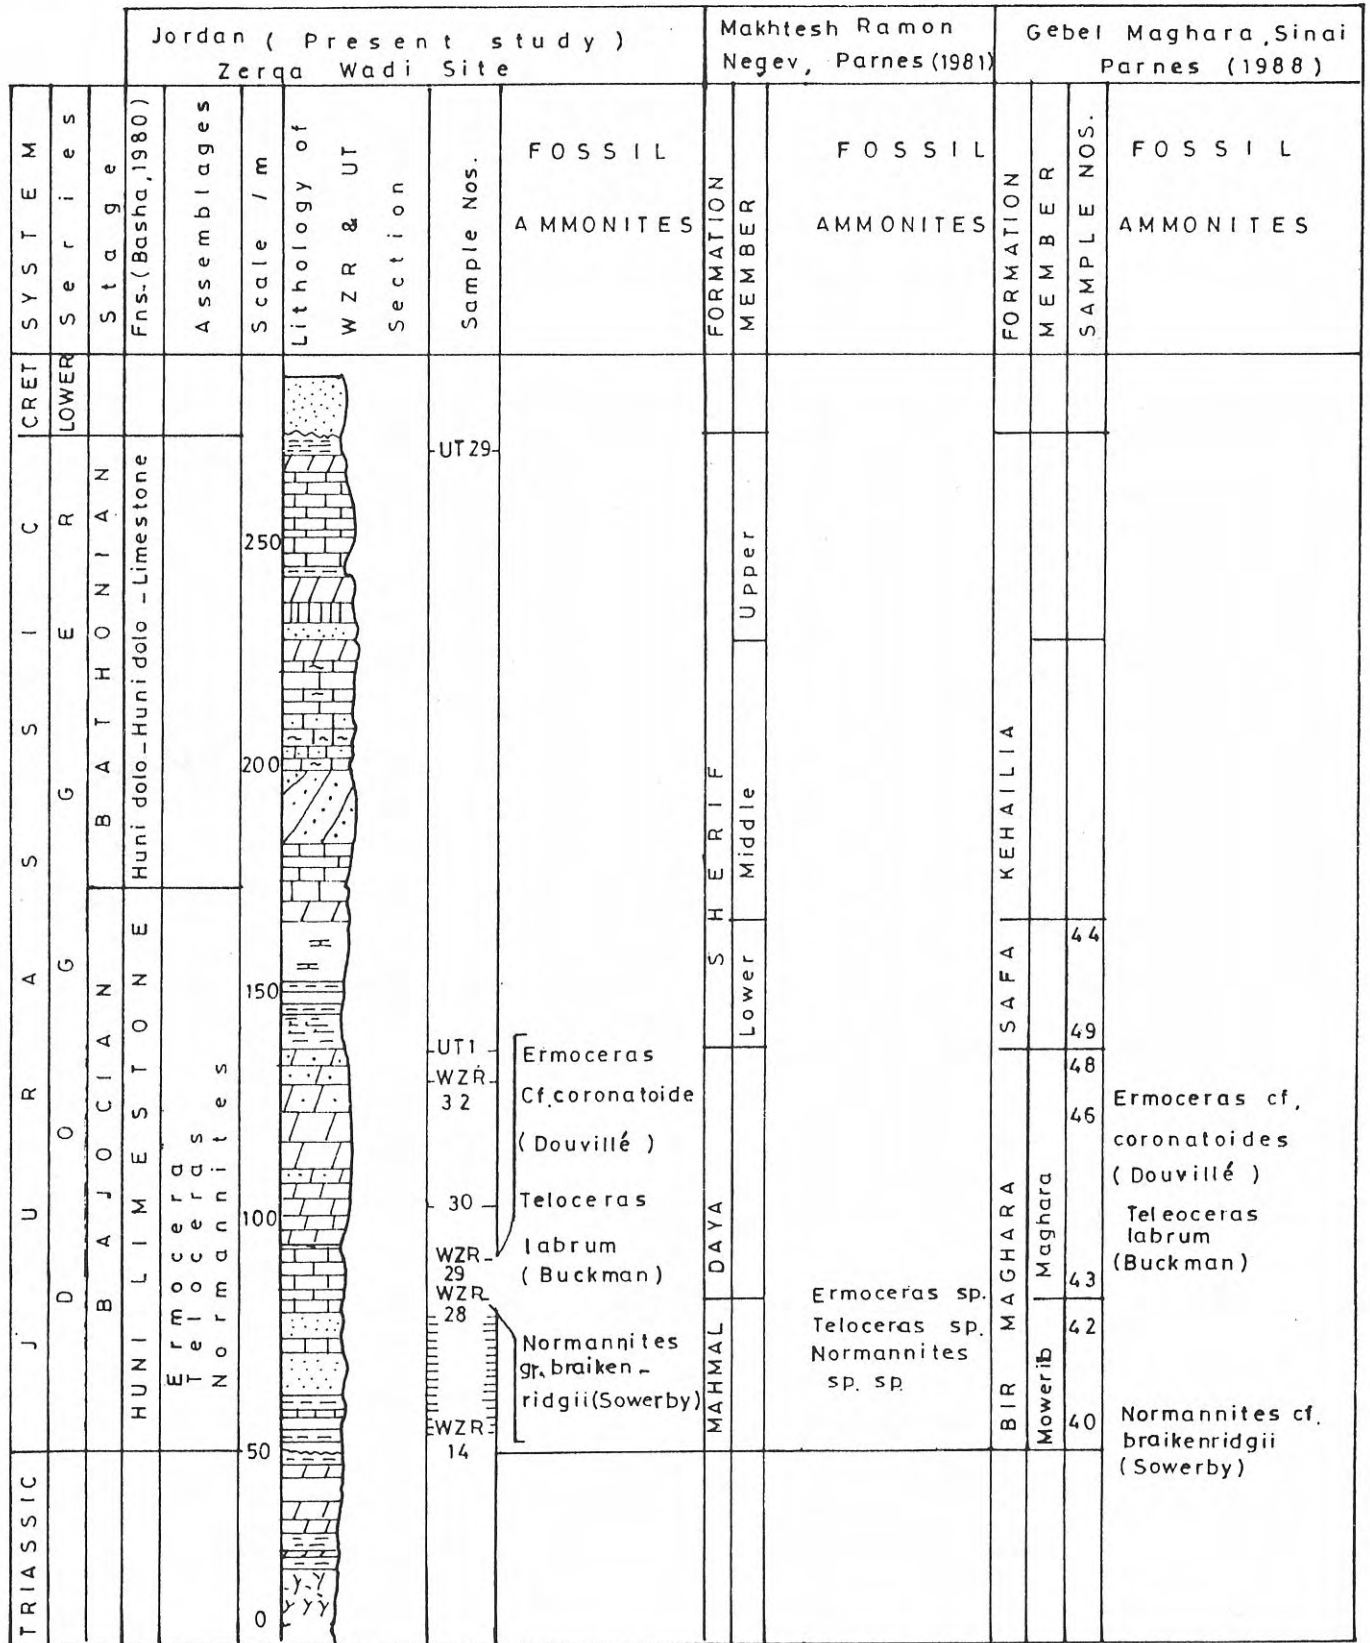 Jordan ( Present study )
Zerqa Wadi Site
Makhtesh Ramon
Negev, Parnes (1981)
Gebel Maghara, Sinai
Parnes (1988)
SYSTEM
Series
Stage
Fns.(Basha,1980)
Assemblages
Scale / m
Lithology of
WZR & UT
Section
Sample Nos.
FOSSIL
AMMONITES
FORMATION
MEMBER
FOSSIL
AMMONITES
FORMATION
MEMBER
SAMPLE NOS.
FOSSIL
AMMONITES
CRET
LOWER
JURASSIC
DOGGER
BATHONIAN
BAJOCIAN
TRIASSIC
Huni dolo-Huni dolo-Limestone
HUNI LIMESTONE
Ermocera
Telocera
Normannites
250
200
150
100
50
0
UT 29
UT1
WZR
32
30
WZR
29
WZR
28
WZR
14
Ermoceras
Cf. coronatoide
( Douvillé )
Teloceras
labrum
( Buckman )
Normannites
gr. braiken-
ridgii(Sowerby)
SHERIF
Upper
Middle
Lower
MAHMAL DAYA
Ermoceras sp.
Teloceras sp.
Normannites
sp. sp.
KEHAILIA
SAFA
BIR MAGHARA
Maghara
Mowerib
44
49
48
46
43
42
40
Ermoceras cf.
coronatoides
( Douvillé )
Teleoceras
labrum
(Buckman)
Normannites cf.
braikenridgii
(Sowerby)